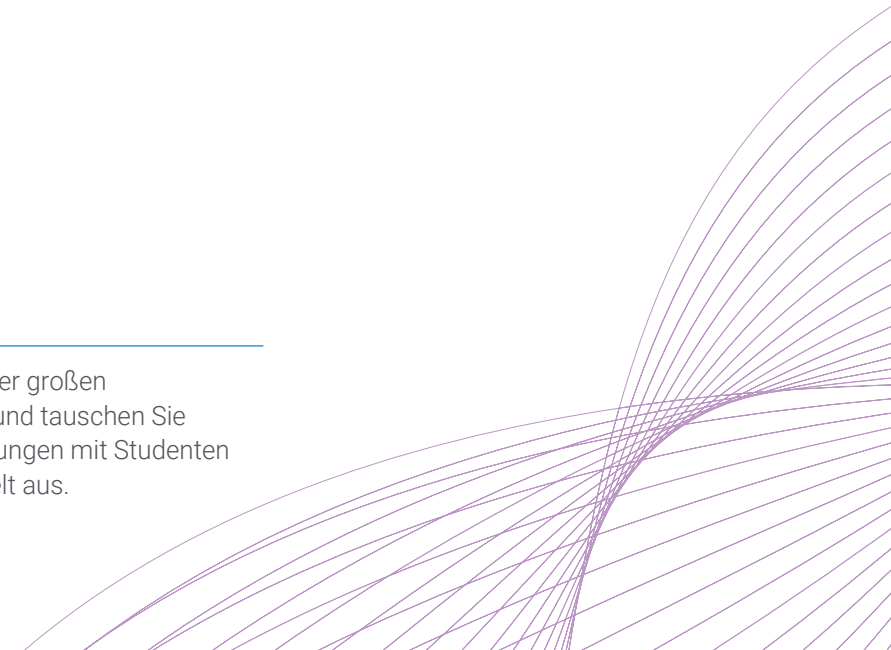 er großen
und tauschen Sie
ungen mit Studenten
lt aus.